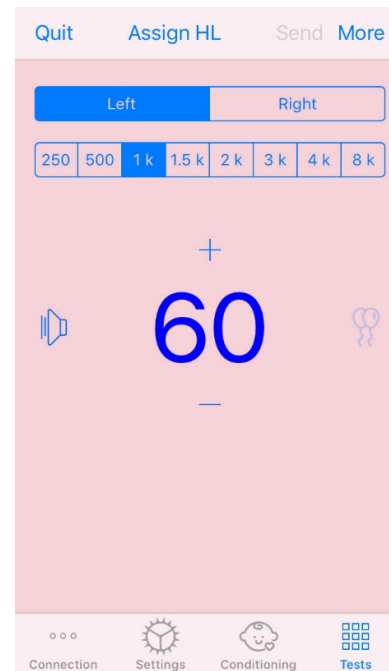 Quit Assign HL Send More
Left Right
250 500 1 k 1.5 k 2 k 3 k 4 k 8 k
+
60
—
Connection Settings Conditioning Tests